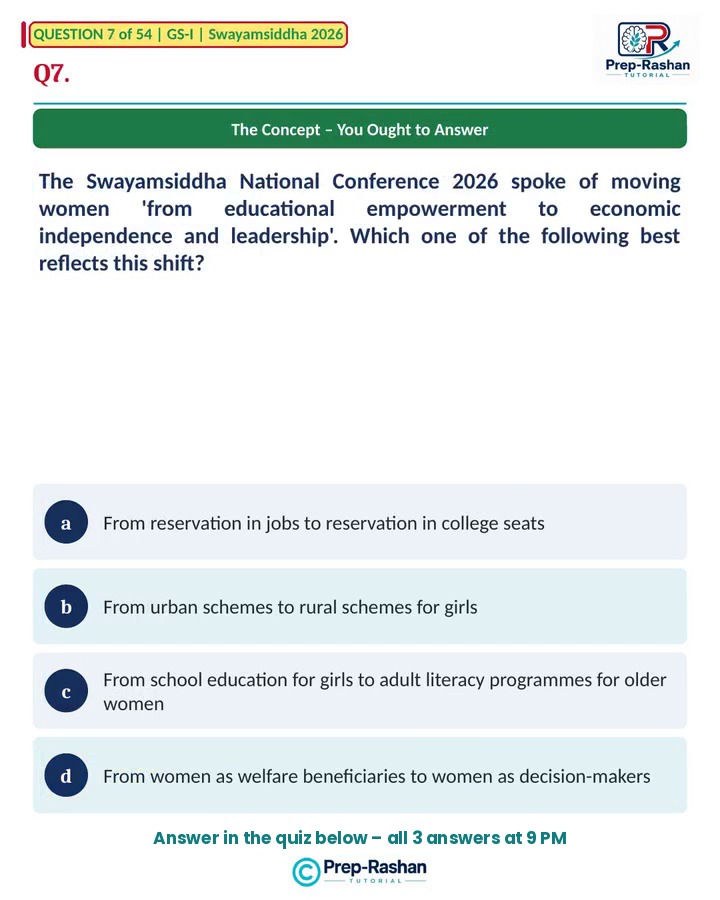 QUESTION 7 of 54 | GS-I | Swayamsiddha 2026
Prep-Rashan
TUTORIAL
Q7.
The Concept – You Ought to Answer
The Swayamsiddha National Conference 2026 spoke of moving
women 'from educational empowerment to economic
independence and leadership'. Which one of the following best
reflects this shift?
a From reservation in jobs to reservation in college seats
b From urban schemes to rural schemes for girls
c From school education for girls to adult literacy programmes for older
women
d From women as welfare beneficiaries to women as decision-makers
Answer in the quiz below – all 3 answers at 9 PM
© Prep-Rashan
TUTORIAL